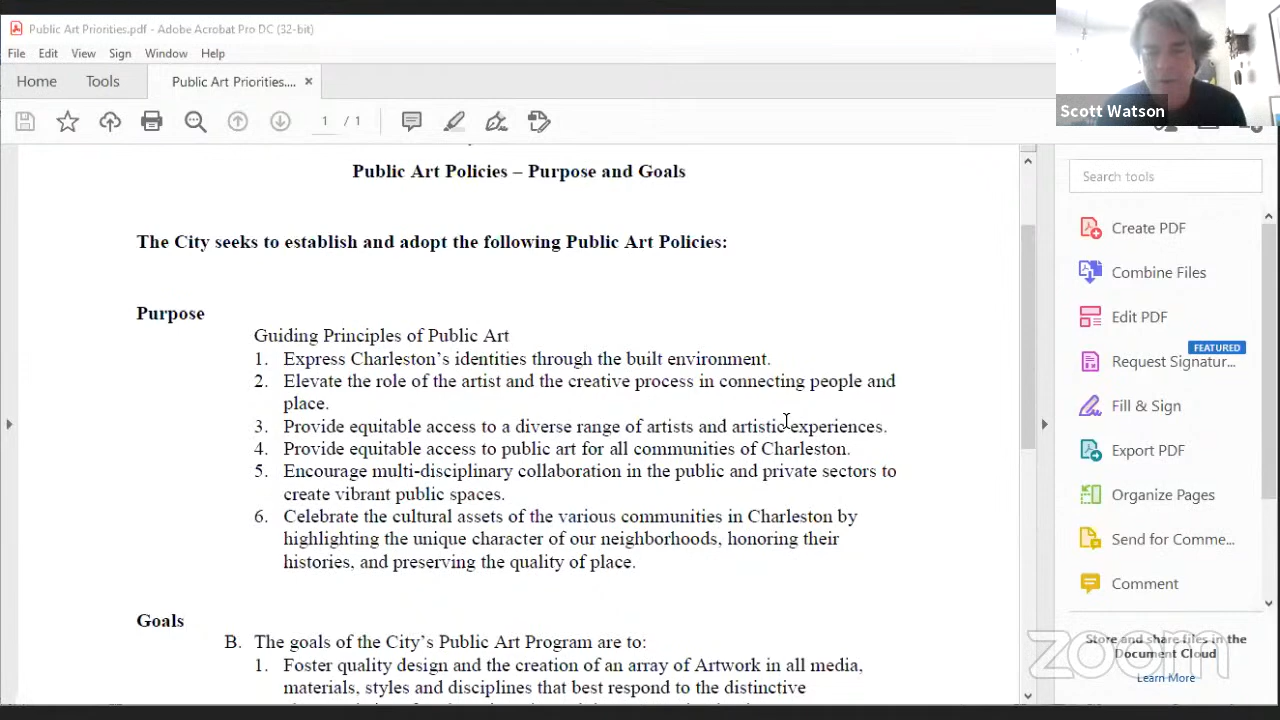 Public Art Priorities.pdf - Adobe Acrobat Pro DC (32-bit)
File Edit View Sign Window Help
Home Tools Public Art Priorities.... ×
1 / 1
Scott Watson
Public Art Policies – Purpose and Goals
The City seeks to establish and adopt the following Public Art Policies:
Purpose
Guiding Principles of Public Art
1. Express Charleston's identities through the built environment.
2. Elevate the role of the artist and the creative process in connecting people and
place.
3. Provide equitable access to a diverse range of artists and artistic experiences.
4. Provide equitable access to public art for all communities of Charleston.
5. Encourage multi-disciplinary collaboration in the public and private sectors to
create vibrant public spaces.
6. Celebrate the cultural assets of the various communities in Charleston by
highlighting the unique character of our neighborhoods, honoring their
histories, and preserving the quality of place.
Goals
B. The goals of the City's Public Art Program are to:
1. Foster quality design and the creation of an array of Artwork in all media,
materials, styles and disciplines that best respond to the distinctive
Search tools
Create PDF
Combine Files
Edit PDF
FEATURED
Request Signatur...
Fill & Sign
Export PDF
Organize Pages
Send for Comme...
Comment
Store and share files in the
Document Cloud
Learn More
zoom